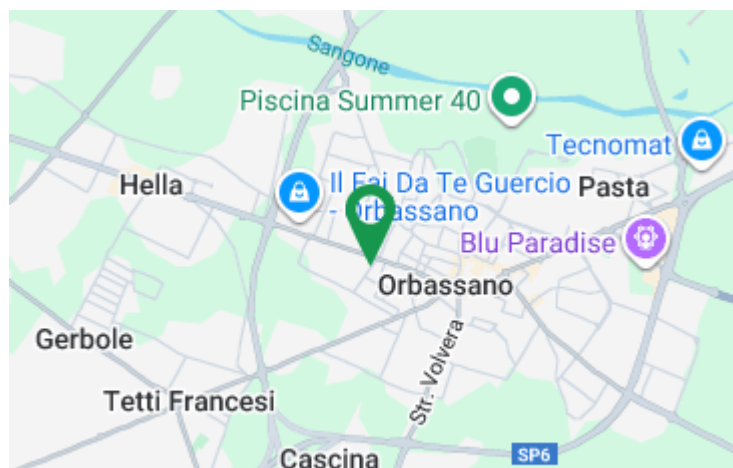 Sangone
Piscina Summer 40
Tecnomat
Hella
Il Fai Da Te Guercio
- Orbassano
Pasta
Blu Paradise
Orbassano
Gerbole
Str. Volvera
Tetti Francesi
Cascina
SP6